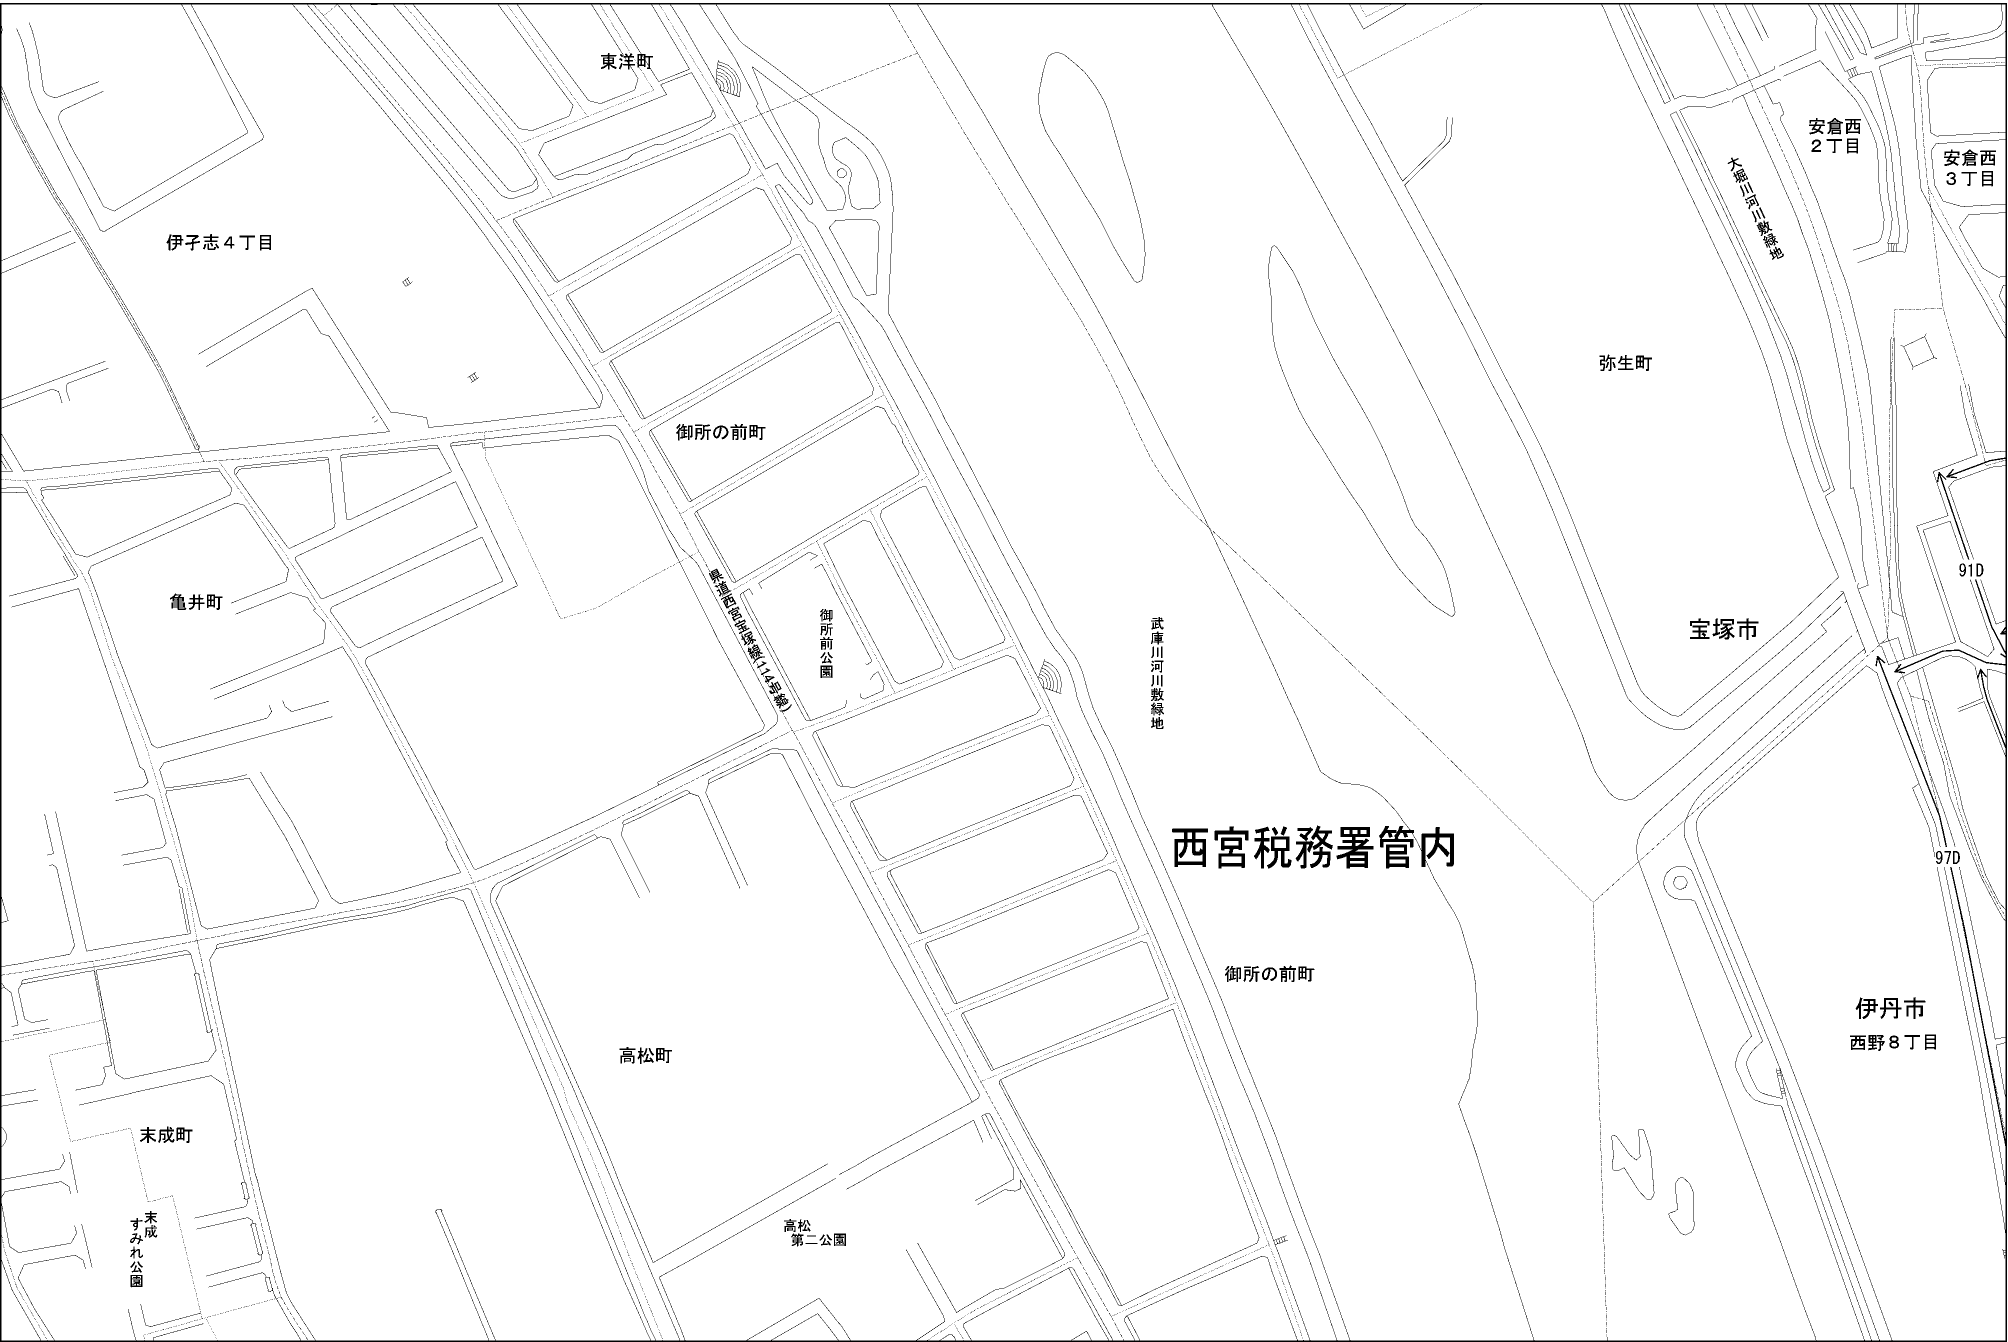 東洋町
安倉西
2丁目
安倉西
3丁目
大堀川河川敷緑地
伊孑志4丁目
弥生町
御所の前町
91D
県道西宮宝塚線(114号線)
亀井町
御所前公園
武庫川河川敷緑地
宝塚市
西宮税務署管内
97D
御所の前町
伊丹市
西野8丁目
高松町
末成町
末成
すみれ公園
高松
第二公園